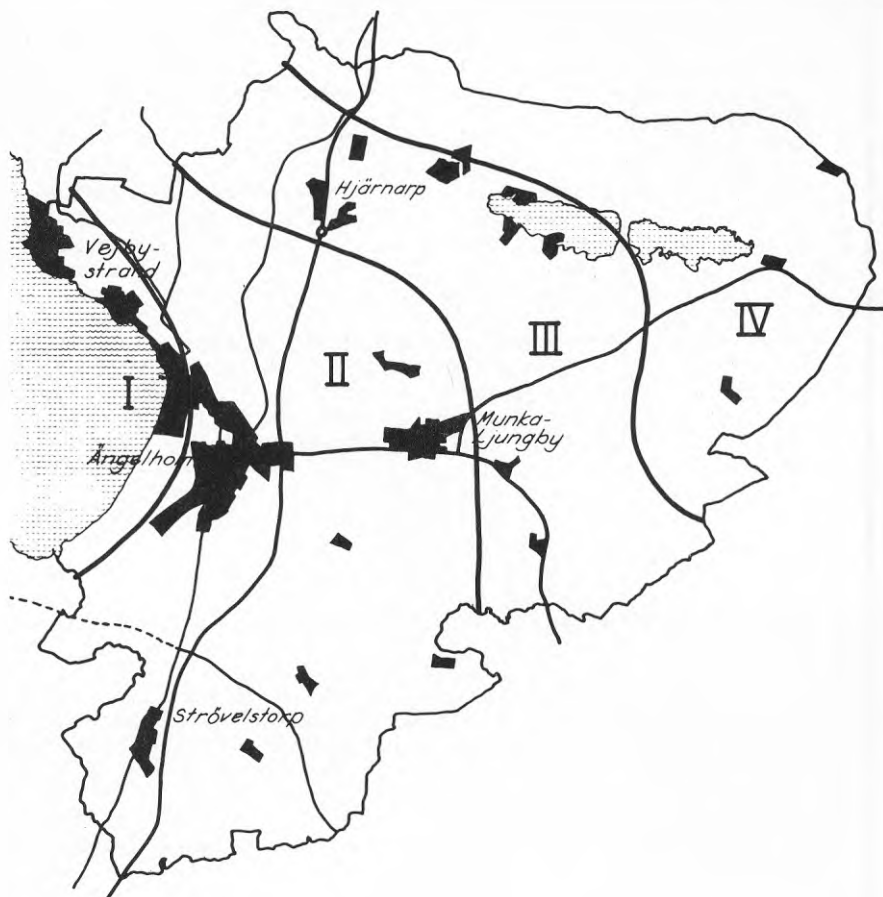 Hjärnarp
Vejby-
strand
I
II
III
IV
Munka-
Ljungby
Ängelholm
Strövelstorp